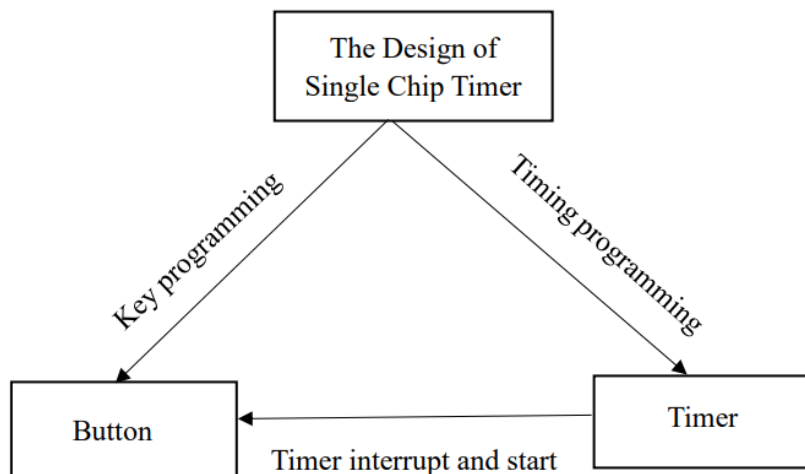 The Design of
Single Chip Timer
Key programming
Timing programming
Button
Timer
Timer interrupt and start